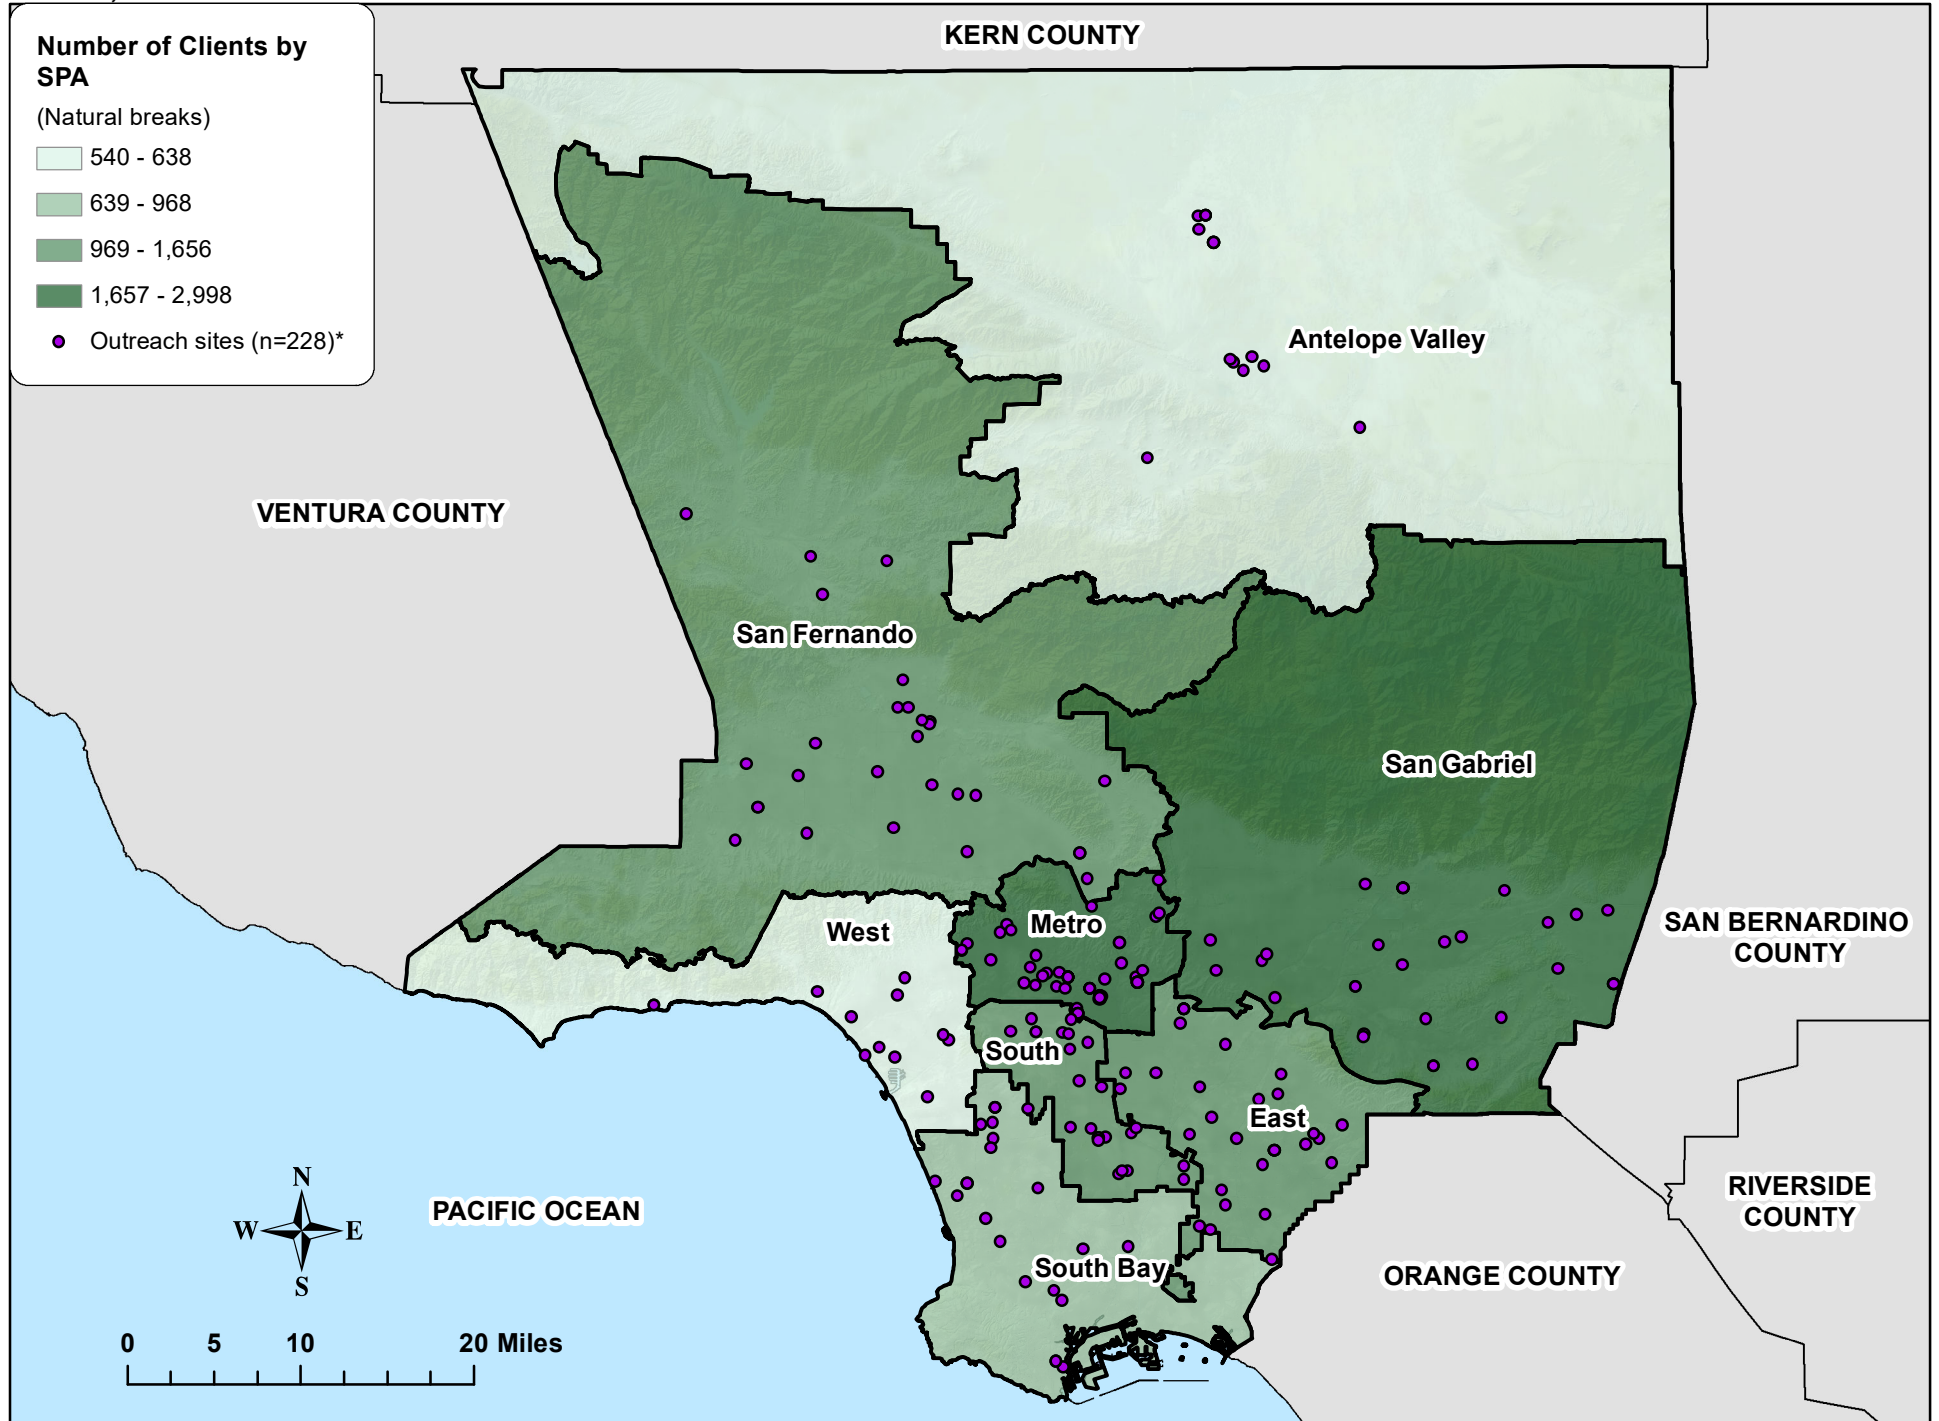 Number of Clients by
SPA
(Natural breaks)
540 - 638
639 - 968
969 - 1,656
1,657 - 2,998
Outreach sites (n=228)*
KERN COUNTY
Antelope Valley
VENTURA COUNTY
San Fernando
San Gabriel
West
Metro
SAN BERNARDINO
COUNTY
South
East
N
W E
S
PACIFIC OCEAN
RIVERSIDE
COUNTY
South Bay
ORANGE COUNTY
0 5 10 20 Miles